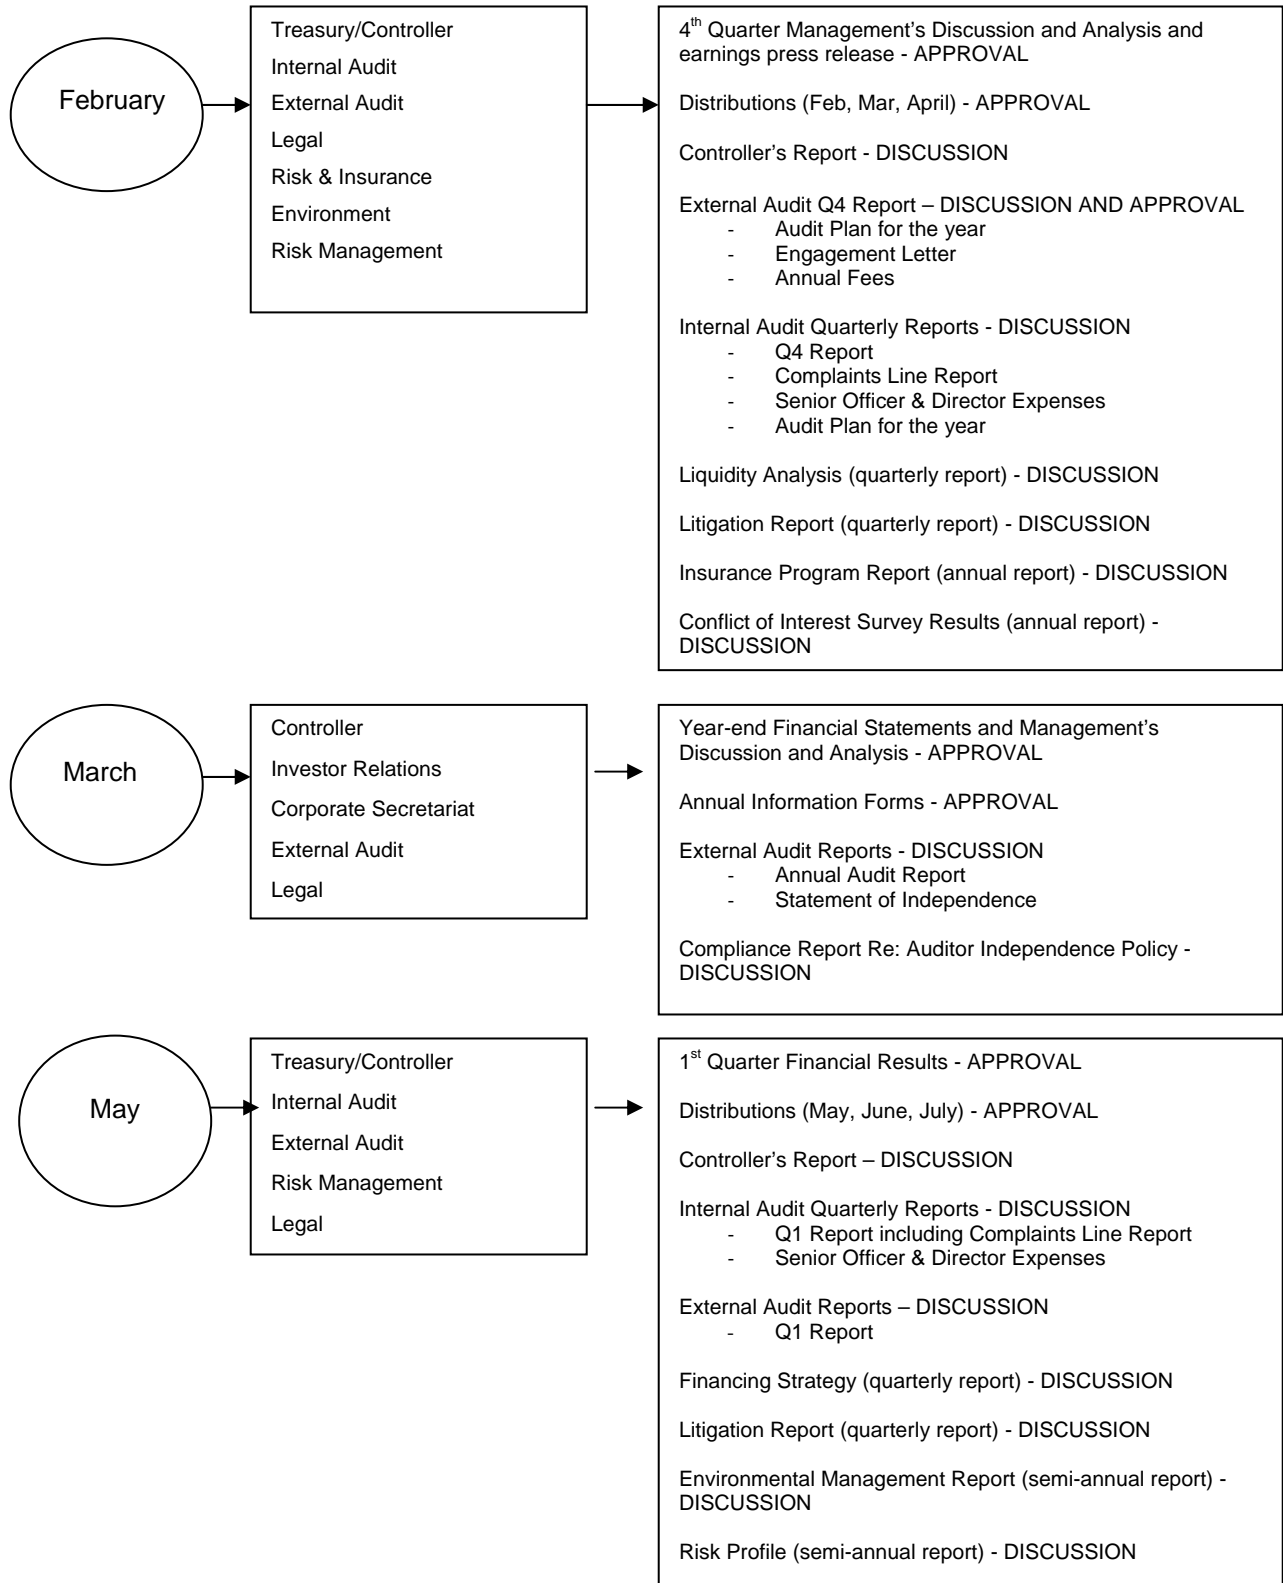 February
Treasury/Controller
Internal Audit
External Audit
Legal
Risk & Insurance
Environment
Risk Management
4th Quarter Management’s Discussion and Analysis and
earnings press release - APPROVAL
Distributions (Feb, Mar, April) - APPROVAL
Controller’s Report - DISCUSSION
External Audit Q4 Report – DISCUSSION AND APPROVAL
- Audit Plan for the year
- Engagement Letter
- Annual Fees
Internal Audit Quarterly Reports - DISCUSSION
- Q4 Report
- Complaints Line Report
- Senior Officer & Director Expenses
- Audit Plan for the year
Liquidity Analysis (quarterly report) - DISCUSSION
Litigation Report (quarterly report) - DISCUSSION
Insurance Program Report (annual report) - DISCUSSION
Conflict of Interest Survey Results (annual report) -
DISCUSSION
March
Controller
Investor Relations
Corporate Secretariat
External Audit
Legal
Year-end Financial Statements and Management’s
Discussion and Analysis - APPROVAL
Annual Information Forms - APPROVAL
External Audit Reports - DISCUSSION
- Annual Audit Report
- Statement of Independence
Compliance Report Re: Auditor Independence Policy -
DISCUSSION
May
Treasury/Controller
Internal Audit
External Audit
Risk Management
Legal
1st Quarter Financial Results - APPROVAL
Distributions (May, June, July) - APPROVAL
Controller’s Report – DISCUSSION
Internal Audit Quarterly Reports - DISCUSSION
- Q1 Report including Complaints Line Report
- Senior Officer & Director Expenses
External Audit Reports – DISCUSSION
- Q1 Report
Financing Strategy (quarterly report) - DISCUSSION
Litigation Report (quarterly report) - DISCUSSION
Environmental Management Report (semi-annual report) -
DISCUSSION
Risk Profile (semi-annual report) - DISCUSSION